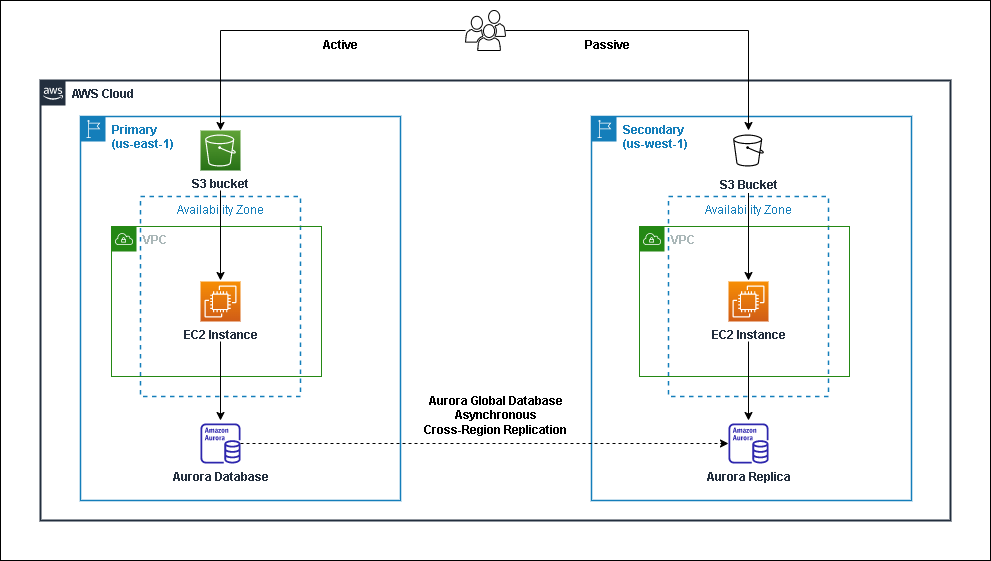 Active
Passive
aws
AWS Cloud
Primary
(us-east-1)
S3 bucket
Availability Zone
VPC
EC2 Instance
Amazon
Aurora
Aurora Database
Aurora Global Database
Asynchronous
Cross-Region Replication
Secondary
(us-west-1)
S3 Bucket
Availability Zone
VPC
EC2 Instance
Amazon
Aurora
Aurora Replica